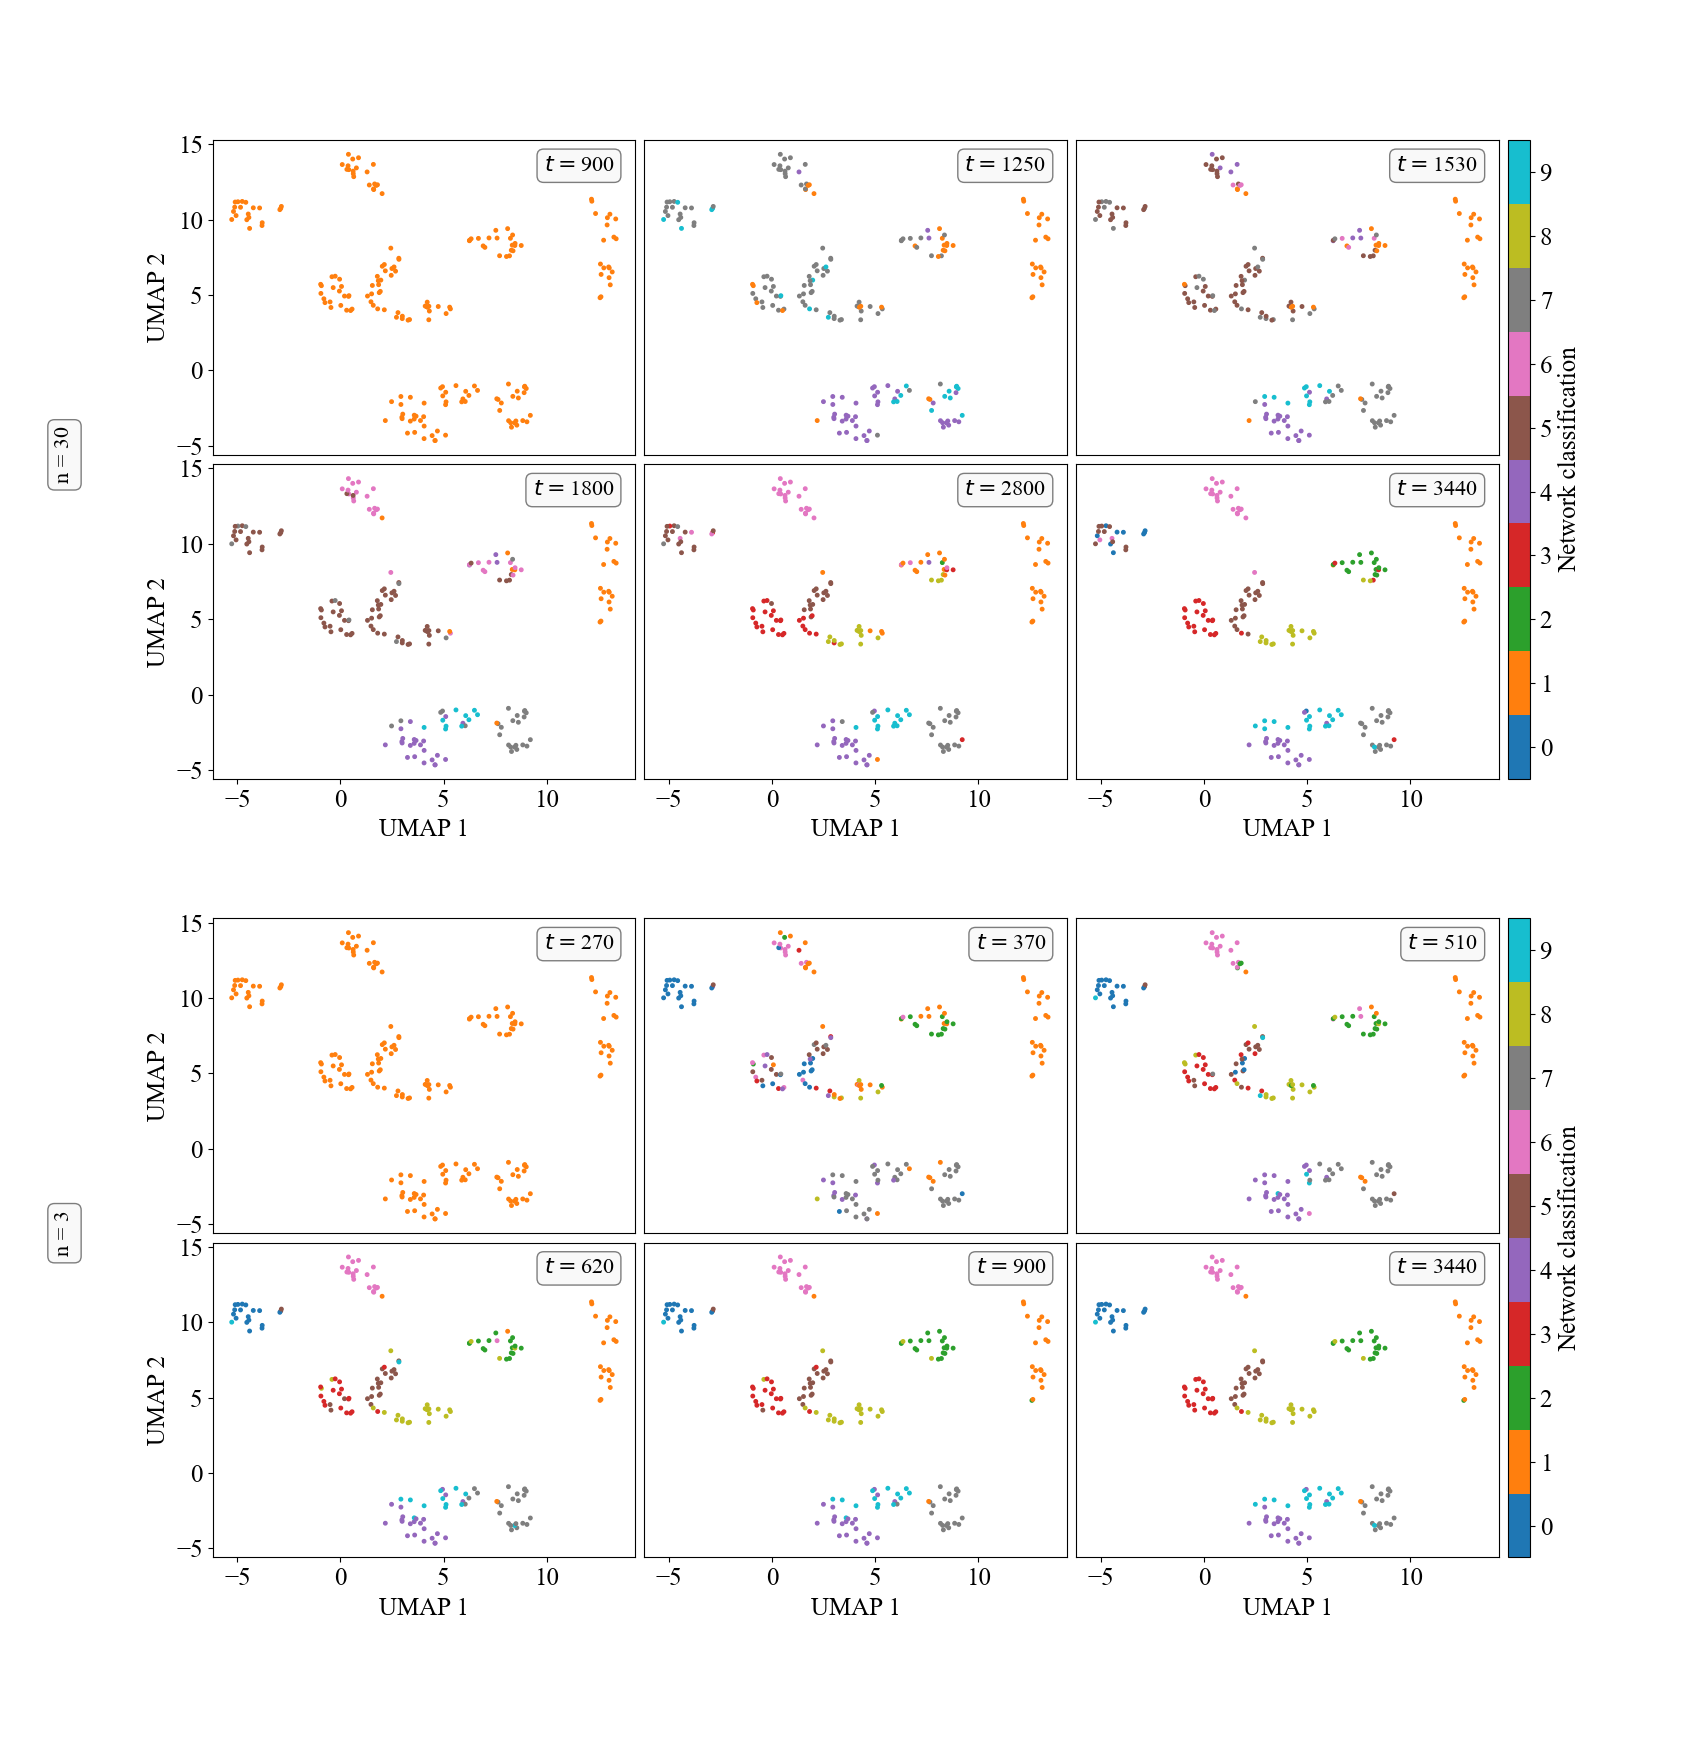 n = 30
UMAP 2
15
10
5
0
−5
t = 900
t = 1250
t = 1530
UMAP 2
15
10
5
0
−5
t = 1800
t = 2800
t = 3440
−5 0 5 10
−5 0 5 10
−5 0 5 10
UMAP 1
UMAP 1
UMAP 1
9
8
7
6
5
4
3
2
1
0
Network classification
n = 3
UMAP 2
15
10
5
0
−5
t = 270
t = 370
t = 510
UMAP 2
15
10
5
0
−5
t = 620
t = 900
t = 3440
−5 0 5 10
−5 0 5 10
−5 0 5 10
UMAP 1
UMAP 1
UMAP 1
9
8
7
6
5
4
3
2
1
0
Network classification